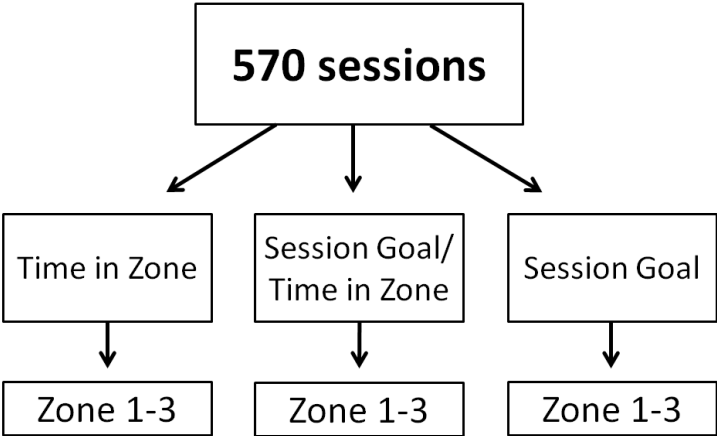 570 sessions
Time in Zone
Session Goal/
Time in Zone
Session Goal
Zone 1-3
Zone 1-3
Zone 1-3